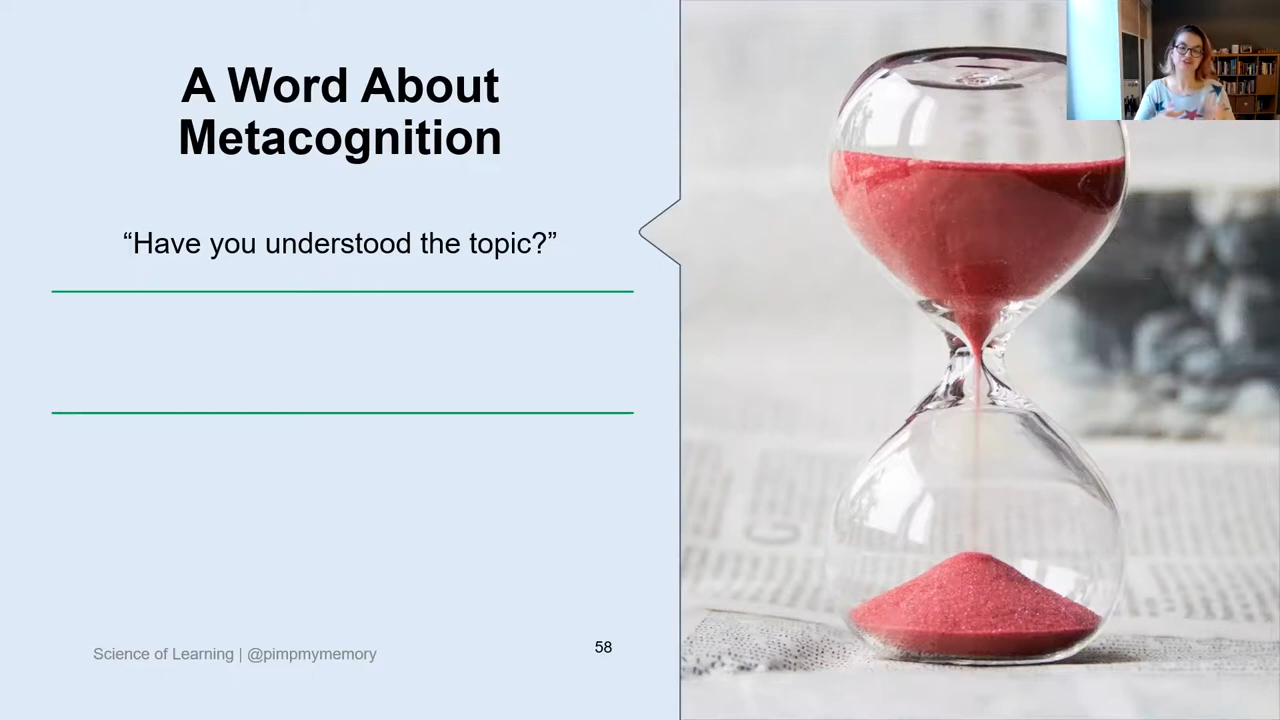 A Word About
Metacognition
“Have you understood the topic?”
Science of Learning | @pimpmymemory
58